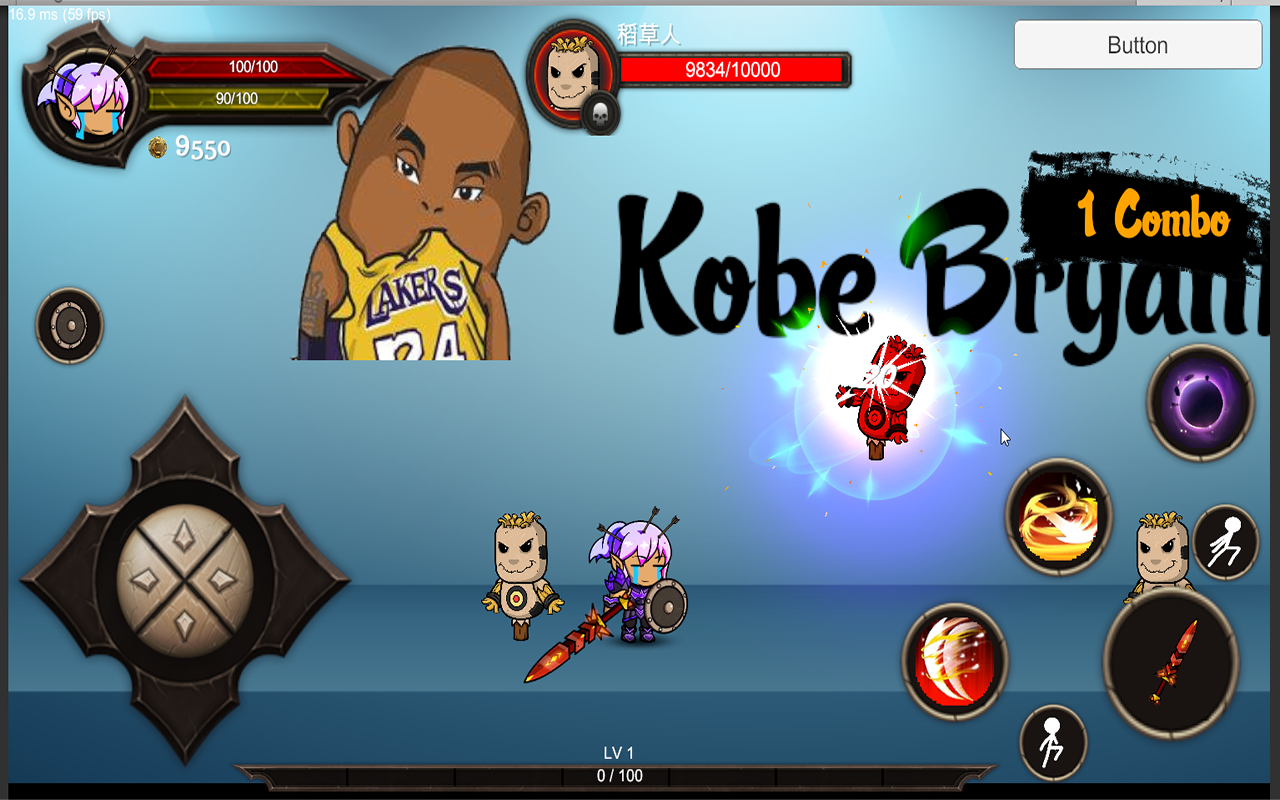 16.9 ms (59 fps)
稻草人
100/100
9834/10000
Button
90/100
9550
1 Combo
Kobe Bryant
LAKERS
24
LV 1
0 / 100